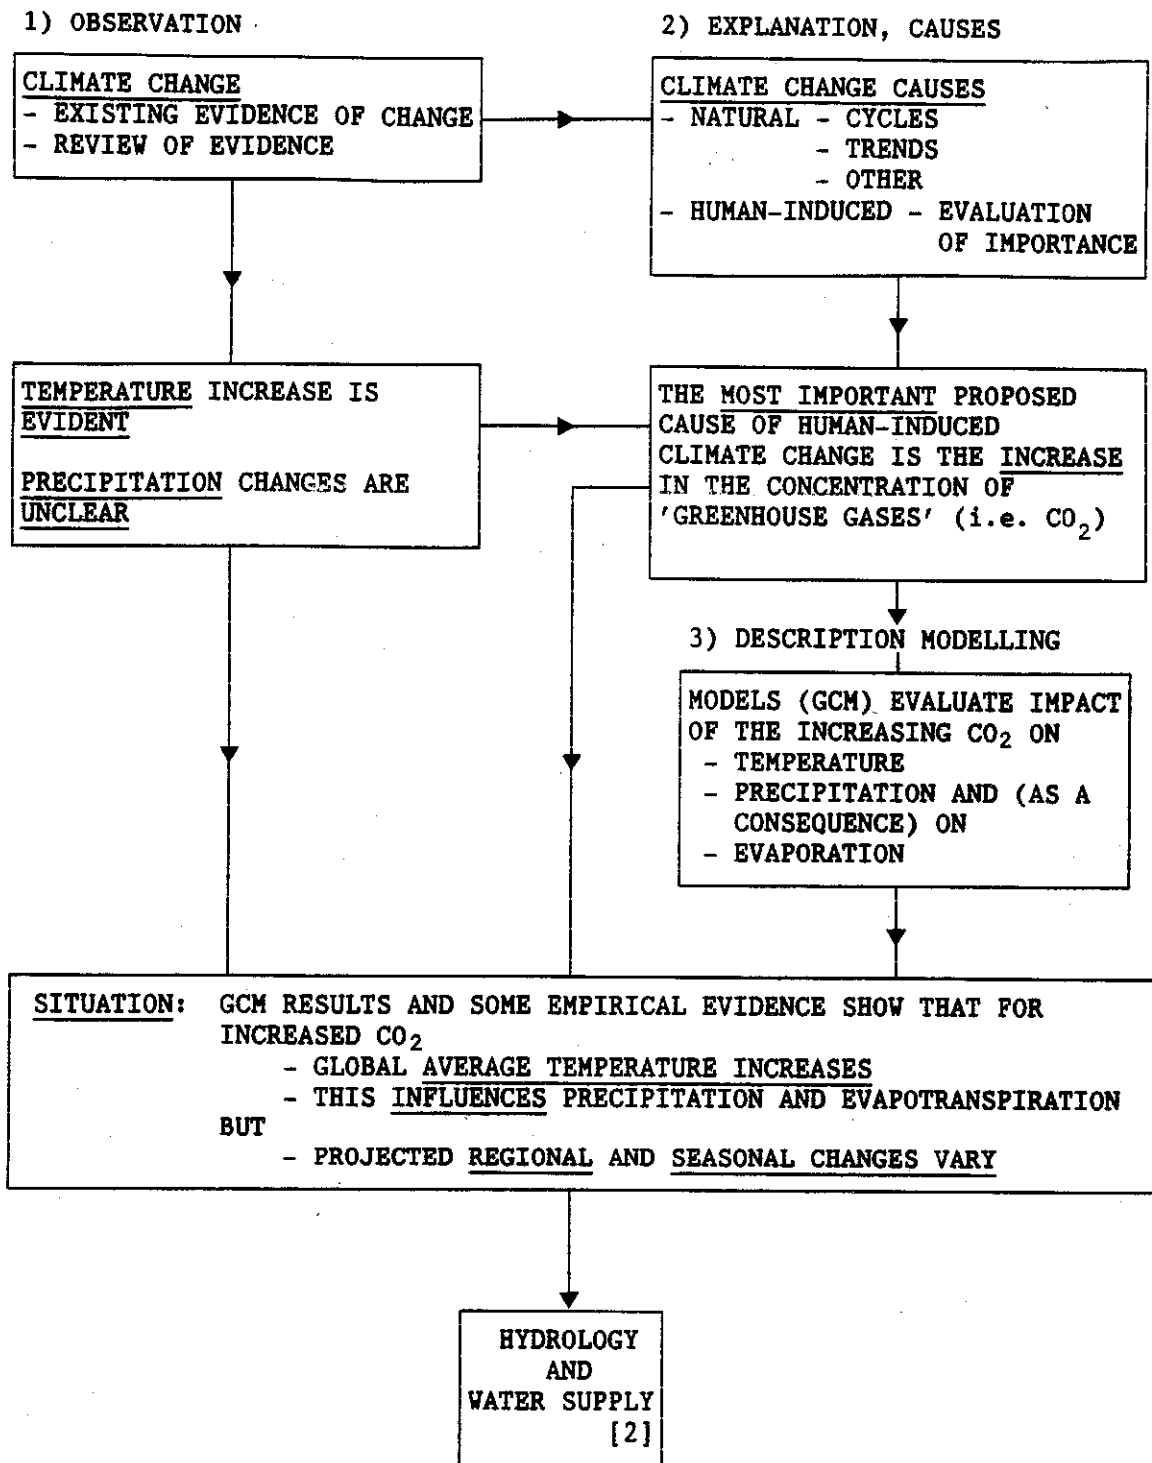 1) OBSERVATION
CLIMATE CHANGE
- EXISTING EVIDENCE OF CHANGE
- REVIEW OF EVIDENCE
2) EXPLANATION, CAUSES
CLIMATE CHANGE CAUSES
- NATURAL - CYCLES
- TRENDS
- OTHER
- HUMAN-INDUCED - EVALUATION
OF IMPORTANCE
TEMPERATURE INCREASE IS
EVIDENT
PRECIPITATION CHANGES ARE
UNCLEAR
THE MOST IMPORTANT PROPOSED
CAUSE OF HUMAN-INDUCED
CLIMATE CHANGE IS THE INCREASE
IN THE CONCENTRATION OF
'GREENHOUSE GASES' (i.e. CO2)
3) DESCRIPTION MODELLING
MODELS (GCM) EVALUATE IMPACT
OF THE INCREASING CO2 ON
- TEMPERATURE
- PRECIPITATION AND (AS A
CONSEQUENCE) ON
- EVAPORATION
SITUATION: GCM RESULTS AND SOME EMPIRICAL EVIDENCE SHOW THAT FOR
INCREASED CO2
- GLOBAL AVERAGE TEMPERATURE INCREASES
- THIS INFLUENCES PRECIPITATION AND EVAPOTRANSPIRATION
BUT
- PROJECTED REGIONAL AND SEASONAL CHANGES VARY
HYDROLOGY
AND
WATER SUPPLY
[2]